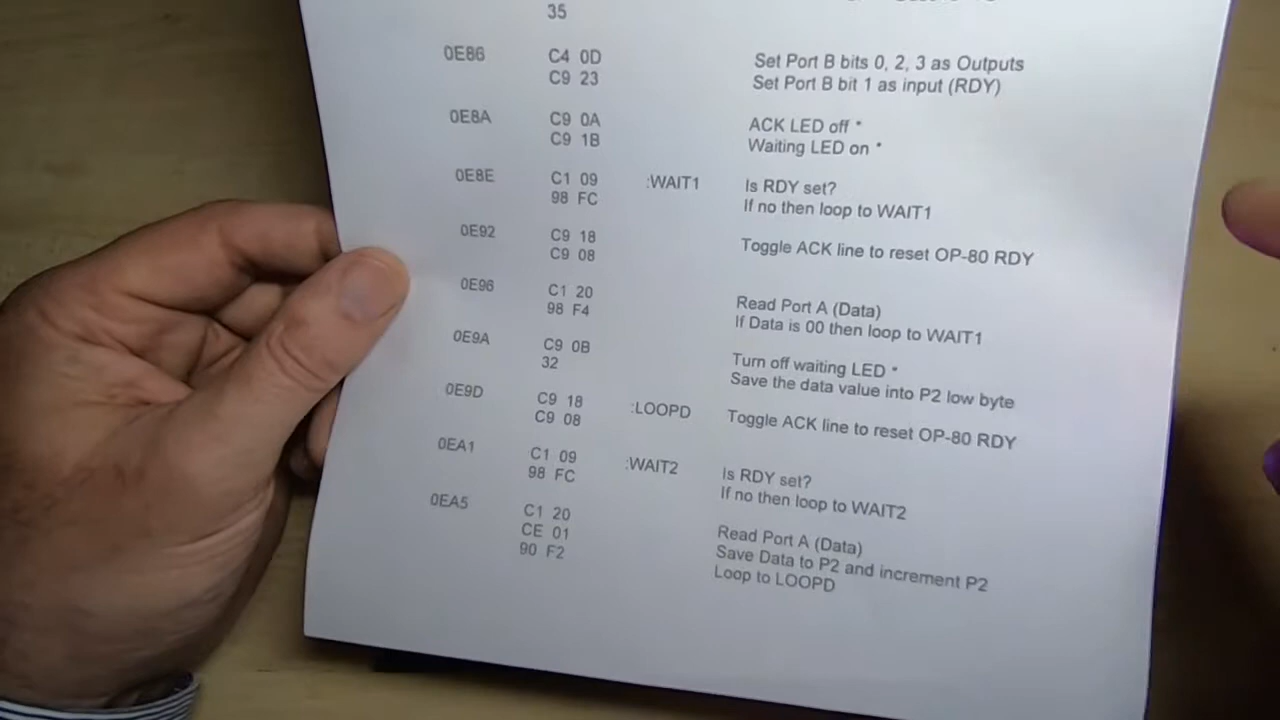 35
0E86 C4 0D Set Port B bits 0, 2, 3 as Outputs
C9 23 Set Port B bit 1 as input (RDY)
0E8A C9 0A ACK LED off *
C9 1B Waiting LED on *
0E8E C1 09 :WAIT1 Is RDY set?
98 FC If no then loop to WAIT1
0E92 C9 18 Toggle ACK line to reset OP-80 RDY
C9 08
0E96 C1 20 Read Port A (Data)
98 F4 If Data is 00 then loop to WAIT1
0E9A C9 0B Turn off waiting LED *
32 Save the data value into P2 low byte
0E9D C9 18 :LOOPD Toggle ACK line to reset OP-80 RDY
C9 08
0EA1 C1 09 :WAIT2 Is RDY set?
98 FC If no then loop to WAIT2
0EA5 C1 20 Read Port A (Data)
CE 01 Save Data to P2 and increment P2
90 F2 Loop to LOOPD